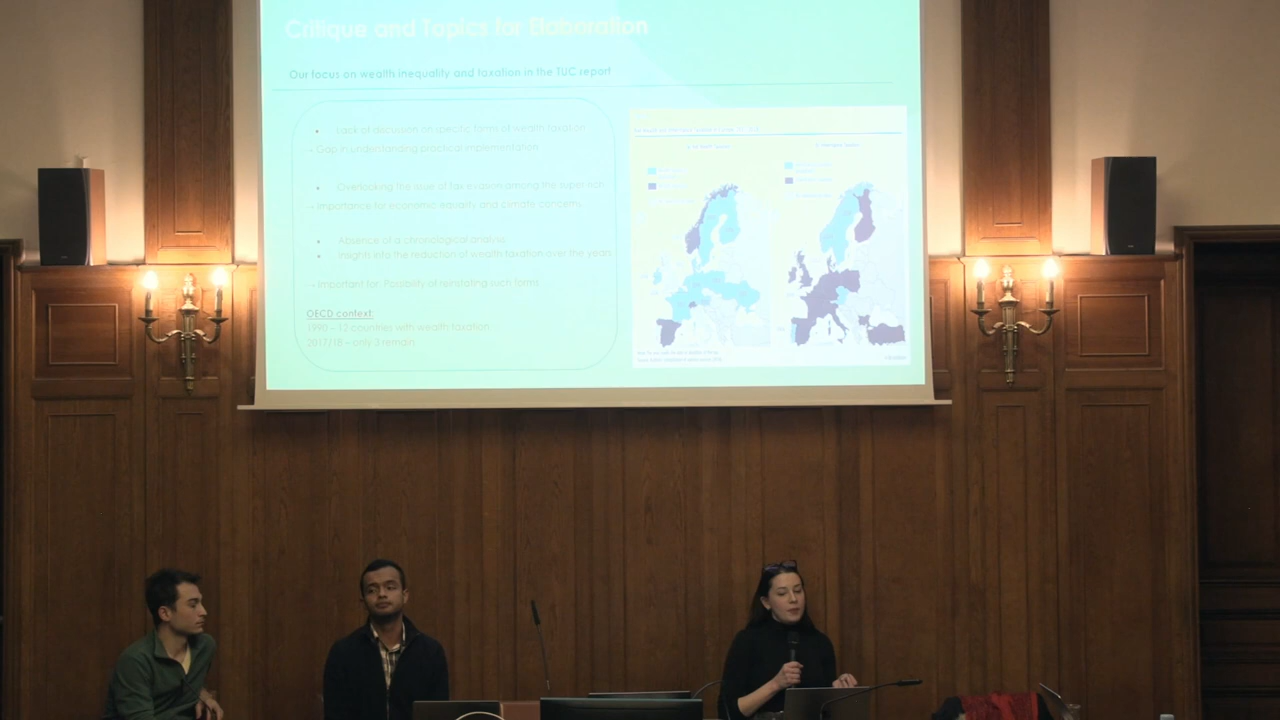 Critique and Topics for Elaboration
Our focus on wealth inequality and taxation in the TUC report
• Lack of discussion on specific forms of wealth taxation
→ Gap in understanding practical implementation
• Overlooking the issue of tax evasion among the super rich
→ Importance for economic equality and climate concerns
• Absence of a chronological analysis
• Insights into the reduction of wealth taxation over the years
→ Important for: Possibility of reinstating such forms
OECD context:
1990 – 12 countries with wealth taxation
2017/18 – only 3 remain